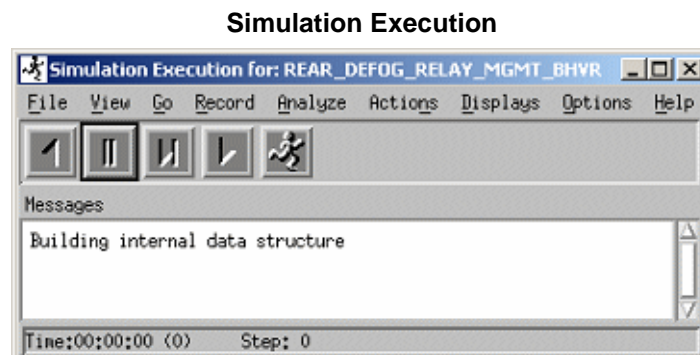 Simulation Execution
Simulation Execution for: REAR_DEFOG_RELAY_MGMT_BHVR
File View Go Record Analyze Actions Displays Options Help
Messages
Building internal data structure
Time:00:00:00 (0) Step: 0